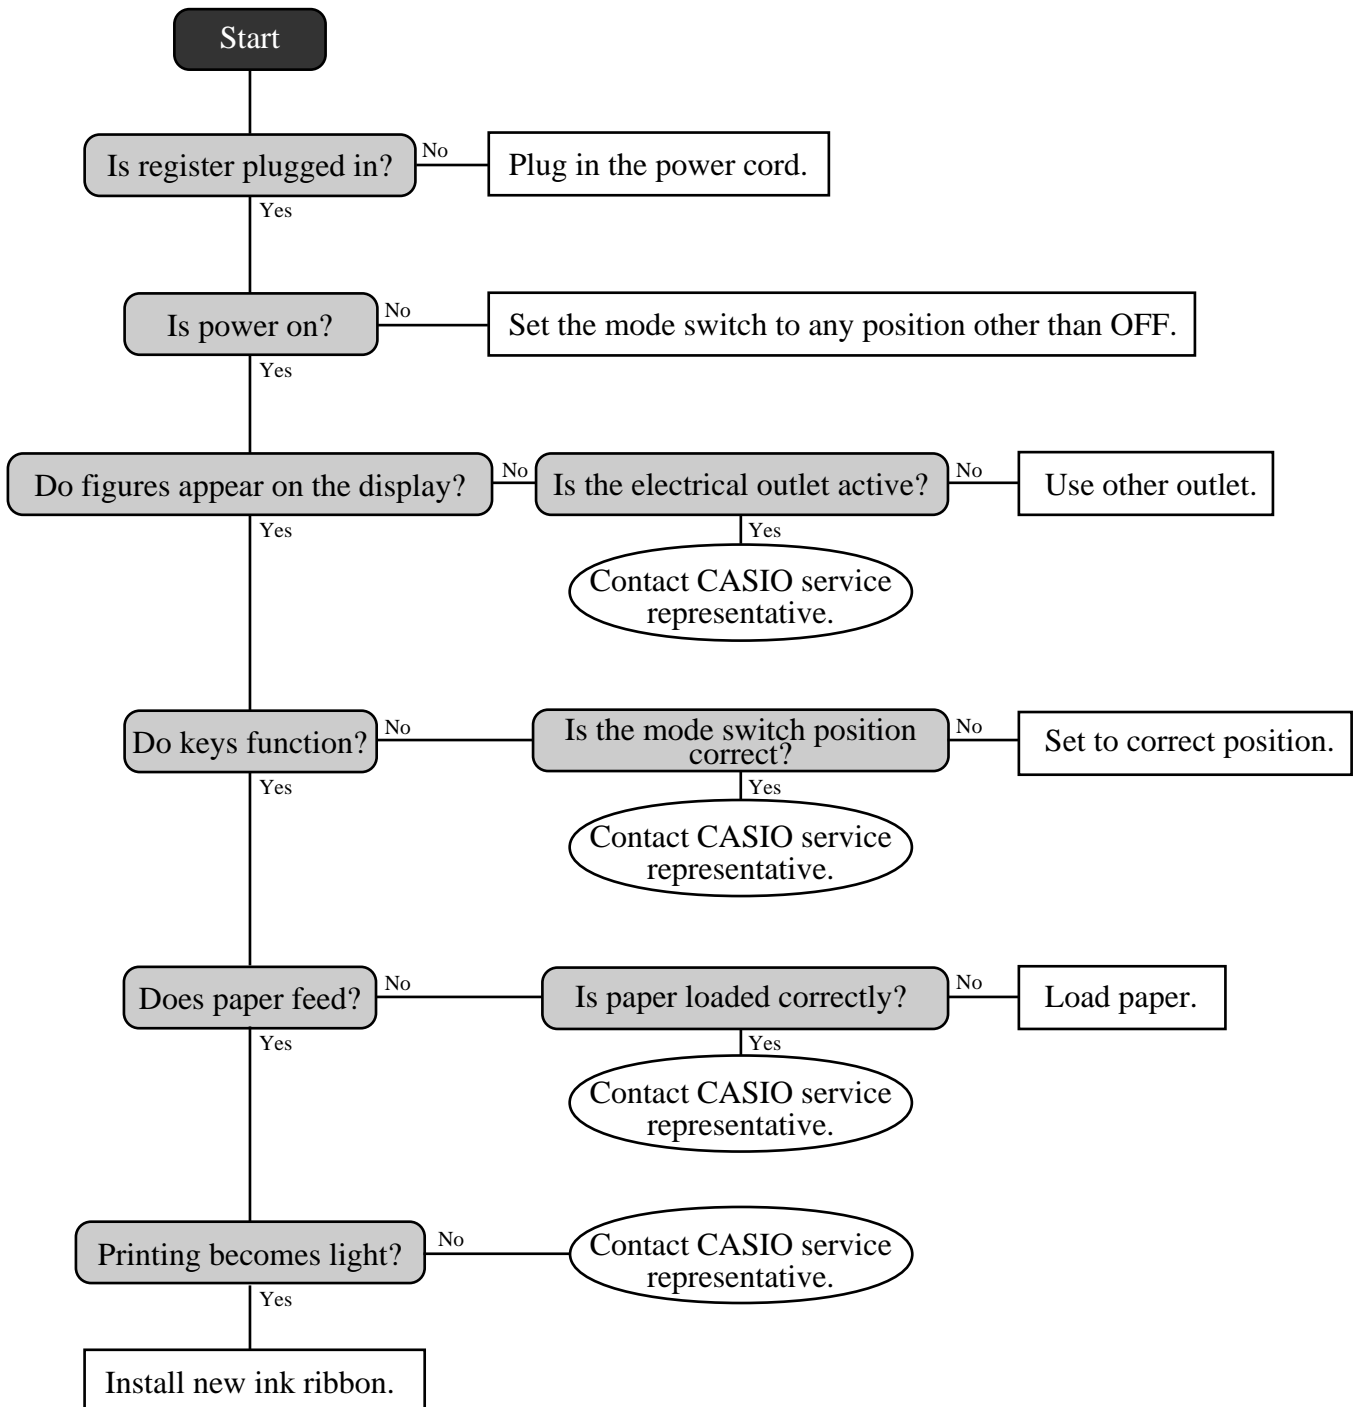 Start
Is register plugged in?
No
Plug in the power cord.
Yes
Is power on?
No
Set the mode switch to any position other than OFF.
Yes
Do figures appear on the display?
No
Is the electrical outlet active?
No
Use other outlet.
Yes
Yes
Contact CASIO service
representative.
Do keys function?
No
Is the mode switch position
correct?
No
Set to correct position.
Yes
Yes
Contact CASIO service
representative.
Does paper feed?
No
Is paper loaded correctly?
No
Load paper.
Yes
Yes
Contact CASIO service
representative.
Printing becomes light?
No
Contact CASIO service
representative.
Yes
Install new ink ribbon.